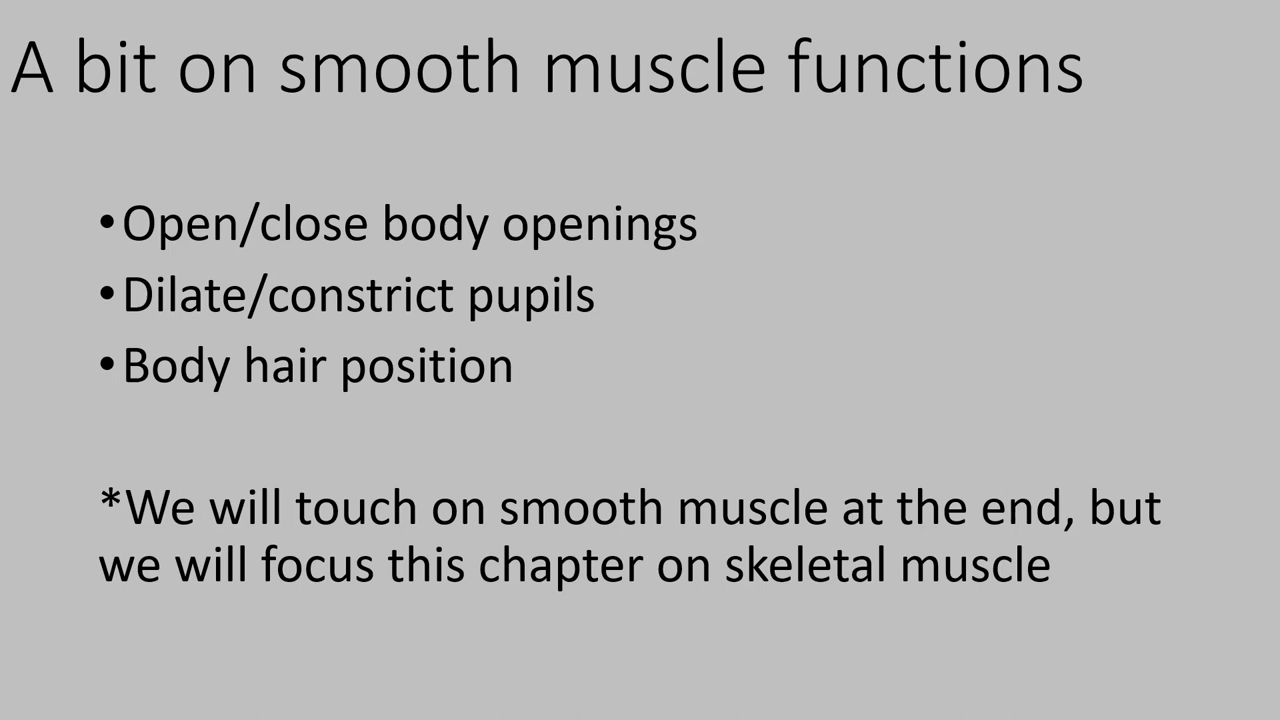 A bit on smooth muscle functions
•Open/close body openings
•Dilate/constrict pupils
•Body hair position
*We will touch on smooth muscle at the end, but
we will focus this chapter on skeletal muscle